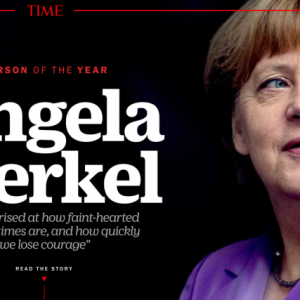 TIME
RSON OF THE YEAR
ngela
erkel
rised at how faint-hearted
times are, and how quickly
we lose courage"
READ THE STORY